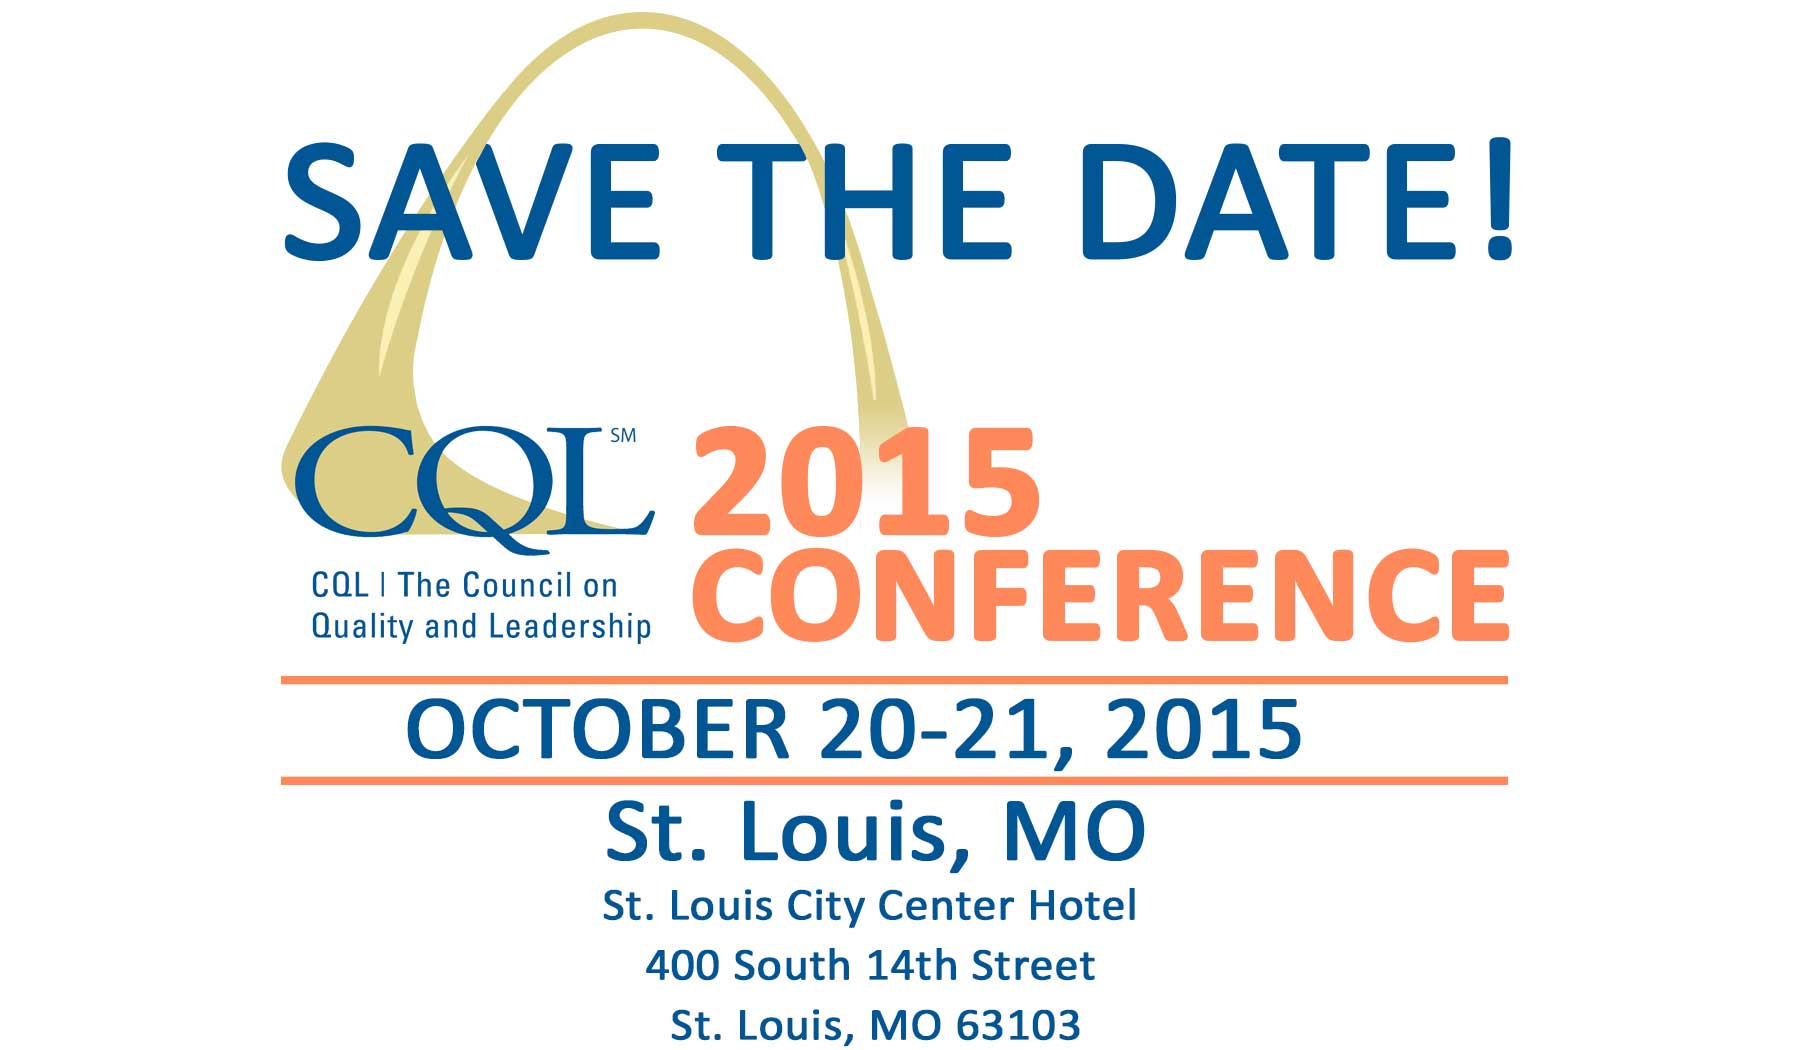 SAVE THE DATE!
CQL SM
CQL | The Council on
Quality and Leadership
2015
CONFERENCE
OCTOBER 20-21, 2015
St. Louis, MO
St. Louis City Center Hotel
400 South 14th Street
St. Louis, MO 63103